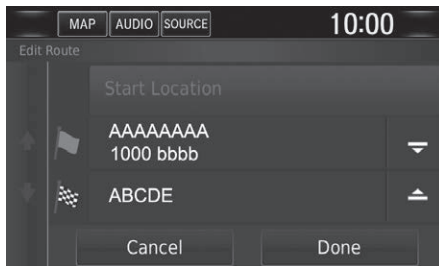 MAP AUDIO SOURCE 10:00
Edit Route
Start Location
AAAAAAAA
1000 bbbb
ABCDE
Cancel Done